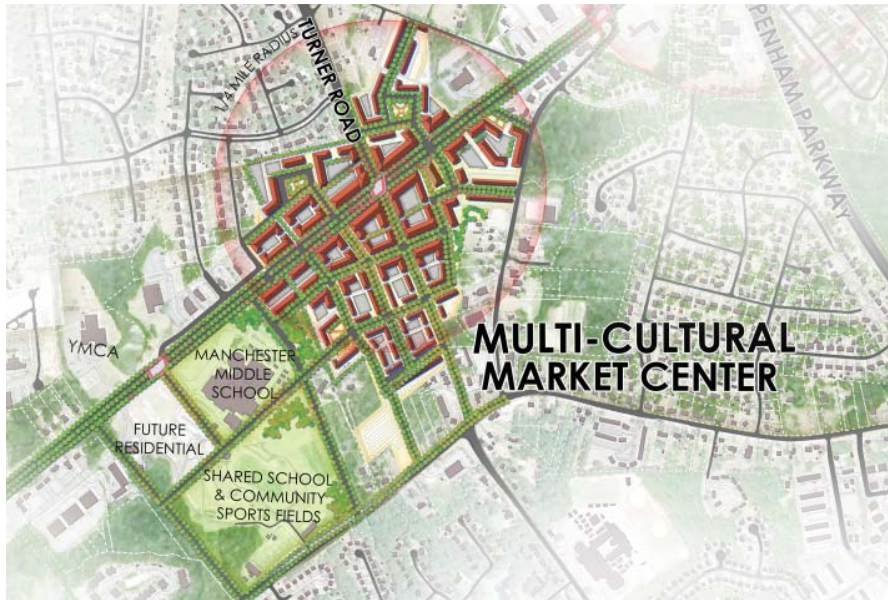 TURNER ROAD
1/4 MILE RADIUS
PENHAM PARKWAY
MULTI-CULTURAL
MARKET CENTER
YMCA
MANCHESTER
MIDDLE
SCHOOL
FUTURE
RESIDENTIAL
SHARED SCHOOL
& COMMUNITY
SPORTS FIELDS